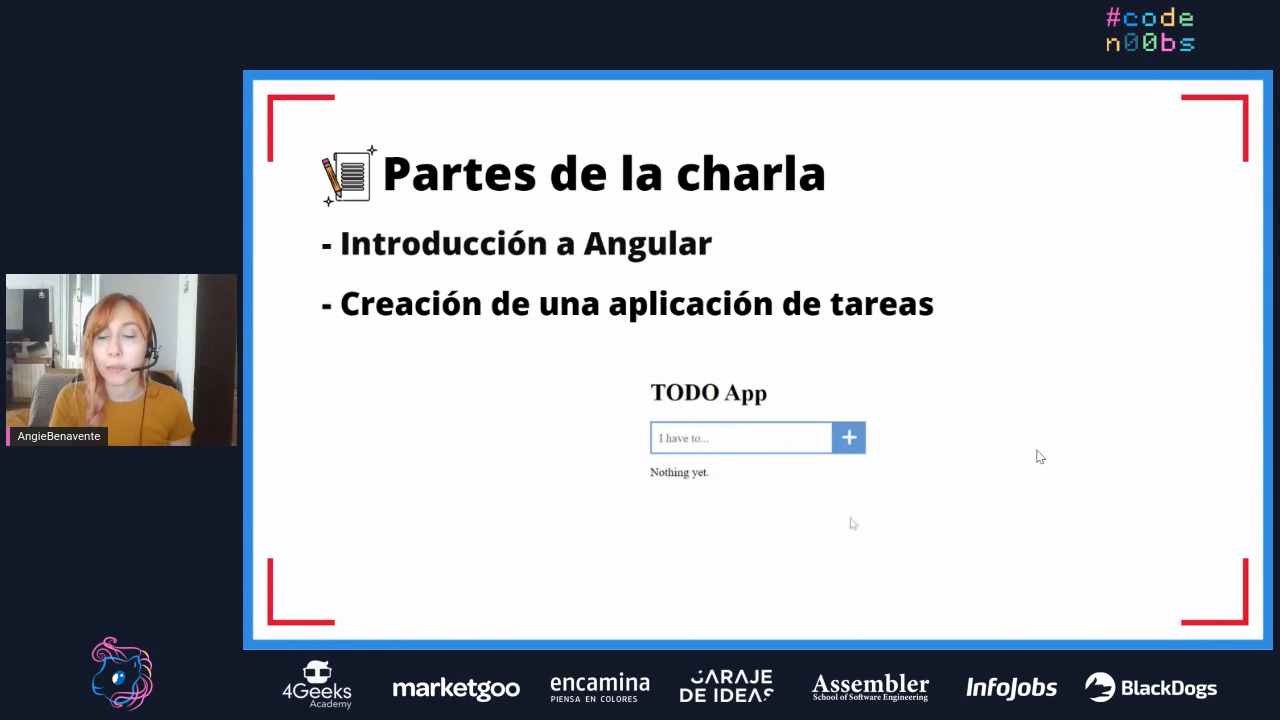 #code
n00bs
Partes de la charla
- Introducción a Angular
- Creación de una aplicación de tareas
TODO App
I have to...
Nothing yet.
AngieBenavente
4Geeks
Academy
marketgoo
encamina
PIENSA EN COLORES
GARAJE
DE IDEAS
Assembler
School of Software Engineering
InfoJobs
BlackDogs